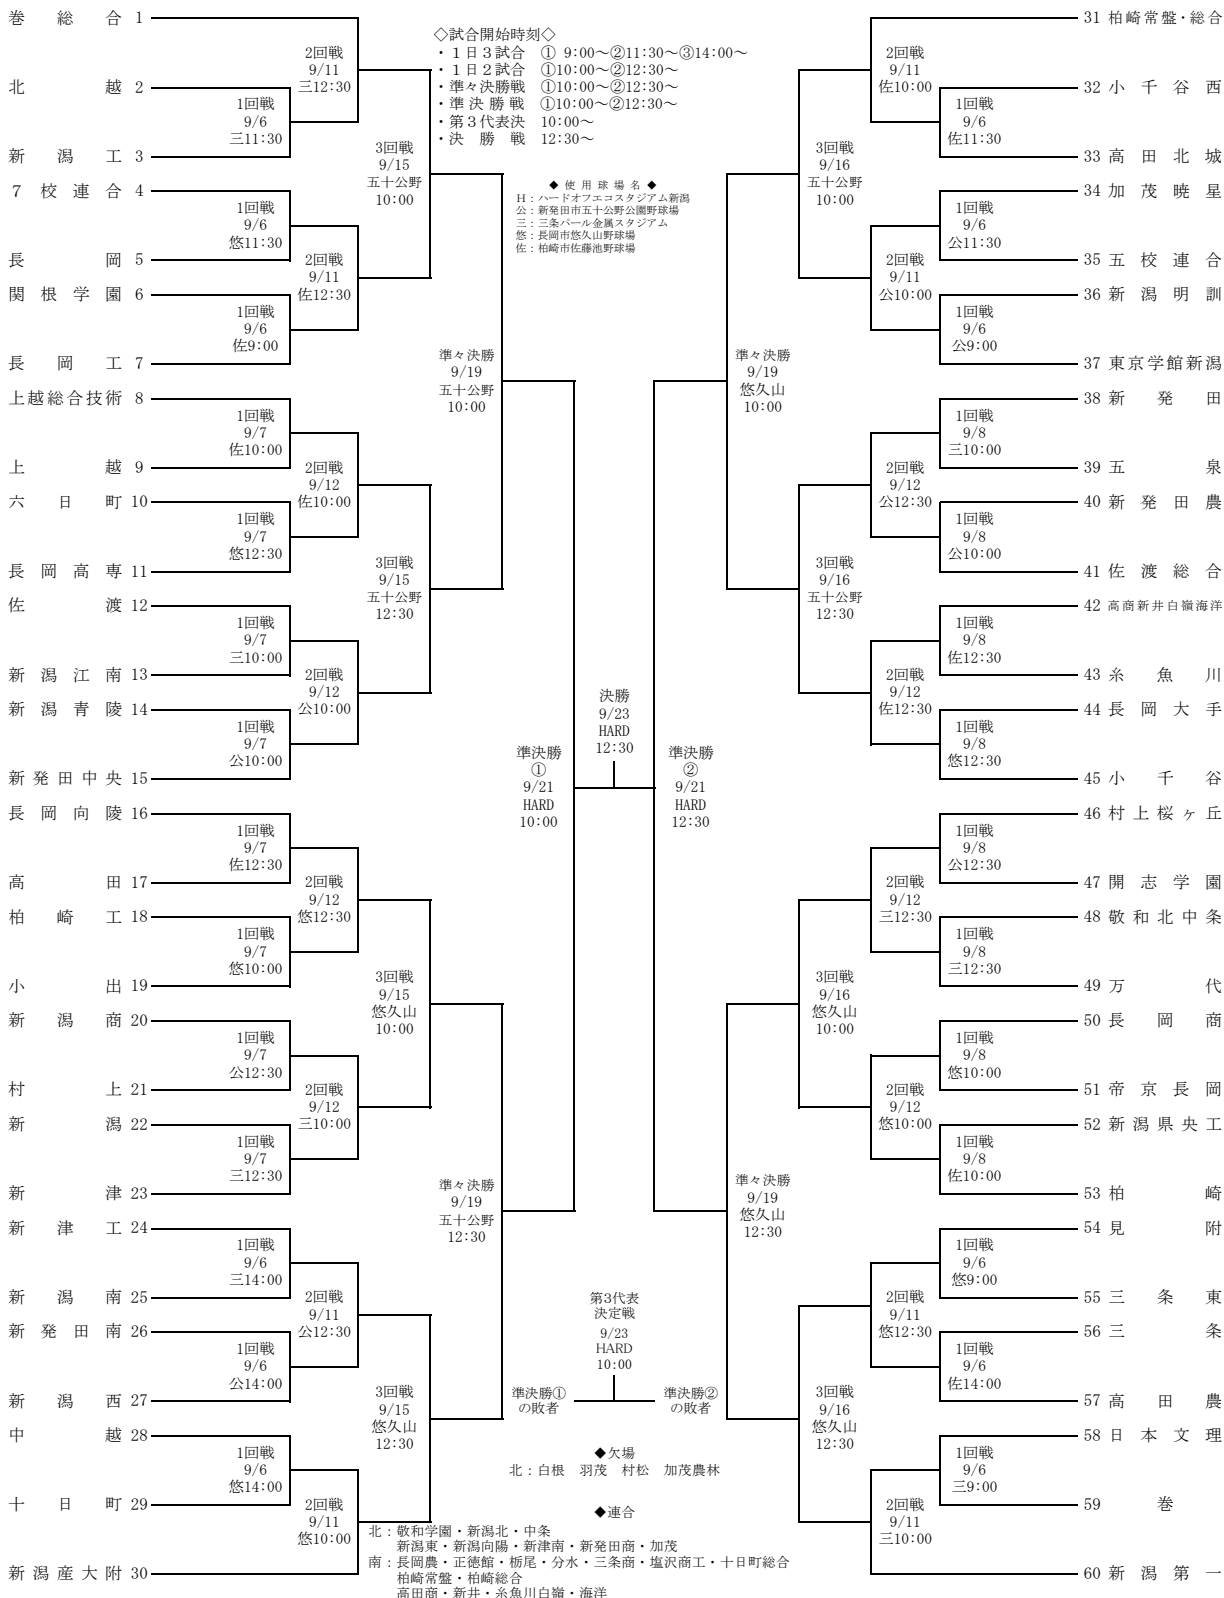 ◇試合開始時刻◇
・1日3試合 ① 9:00～②11:30～③14:00～
・1日2試合 ①10:00～②12:30～
・準々決勝戦 ①10:00～②12:30～
・準決勝戦 ①10:00～②12:30～
・第3代表決 10:00～
・決勝戦 12:30～
◆使用球場名◆
H：ハードオフエコスタジアム新潟
公：新発田市五十公野公園野球場
三：三条パール金属スタジアム
悠：長岡市悠久山野球場
佐：柏崎市佐藤池野球場
巻総合 1
北越 2
新潟工 3
7校連合 4
長岡 5
関根学園 6
長岡工 7
上越総合技術 8
上越 9
六日町 10
長岡高専 11
佐渡 12
新潟江南 13
新潟青陵 14
新発田中央 15
長岡向陵 16
高田 17
柏崎工 18
小出 19
新潟商 20
村上 21
新潟 22
新津 23
新津工 24
新潟南 25
新発田南 26
新潟西 27
中越 28
十日町 29
新潟産大附 30
1回戦
9/6
三11:30
1回戦
9/6
悠11:30
1回戦
9/6
佐9:00
1回戦
9/7
佐10:00
1回戦
9/7
悠12:30
1回戦
9/7
三10:00
1回戦
9/7
公10:00
1回戦
9/7
佐12:30
1回戦
9/7
悠10:00
1回戦
9/7
公12:30
1回戦
9/7
三12:30
1回戦
9/6
三14:00
1回戦
9/6
公14:00
1回戦
9/6
悠14:00
2回戦
9/11
三12:30
2回戦
9/11
佐12:30
2回戦
9/12
佐10:00
2回戦
9/12
公10:00
2回戦
9/12
悠12:30
2回戦
9/12
三10:00
2回戦
9/11
公12:30
2回戦
9/11
悠10:00
3回戦
9/15
五十公野
10:00
3回戦
9/15
五十公野
12:30
3回戦
9/15
悠久山
10:00
3回戦
9/15
悠久山
12:30
準々決勝
9/19
五十公野
10:00
準々決勝
9/19
五十公野
12:30
準決勝
①
9/21
HARD
10:00
決勝
9/23
HARD
12:30
準決勝
②
9/21
HARD
12:30
準々決勝
9/19
悠久山
10:00
準々決勝
9/19
悠久山
12:30
3回戦
9/16
五十公野
10:00
3回戦
9/16
五十公野
12:30
3回戦
9/16
悠久山
10:00
3回戦
9/16
悠久山
12:30
2回戦
9/11
佐10:00
2回戦
9/11
公10:00
2回戦
9/12
公12:30
2回戦
9/12
佐12:30
2回戦
9/12
三12:30
2回戦
9/12
悠10:00
2回戦
9/11
悠12:30
2回戦
9/11
三10:00
1回戦
9/6
佐11:30
1回戦
9/6
公11:30
1回戦
9/6
公9:00
1回戦
9/8
三10:00
1回戦
9/8
公10:00
1回戦
9/8
佐12:30
1回戦
9/8
悠12:30
1回戦
9/8
公12:30
1回戦
9/8
三12:30
1回戦
9/8
悠10:00
1回戦
9/8
佐10:00
1回戦
9/6
悠9:00
1回戦
9/6
佐14:00
1回戦
9/6
三9:00
31 柏崎常盤・総合
32 小千谷西
33 高田北城
34 加茂暁星
35 五校連合
36 新潟明訓
37 東京学館新潟
38 新発田
39 五泉
40 新発田農
41 佐渡総合
42 高商新井白嶺海洋
43 糸魚川
44 長岡大手
45 小千谷
46 村上桜ヶ丘
47 開志学園
48 敬和北中条
49 万代
50 長岡商
51 帝京長岡
52 新潟県央工
53 柏崎
54 見附
55 三条東
56 三条
57 高田農
58 日本文理
59 巻
60 新潟第一
第3代表
決定戦
9/23
HARD
10:00
準決勝①
の敗者
準決勝②
の敗者
◆欠場
北：白根 羽茂 村松 加茂農林
◆連合
北：敬和学園・新潟北・中条
新潟東・新潟向陽・新津南・新発田商・加茂
南：長岡農・正徳館・栃尾・分水・三条商・塩沢商工・十日町総合
柏崎常盤・柏崎総合
高田商・新井・糸魚川白嶺・海洋